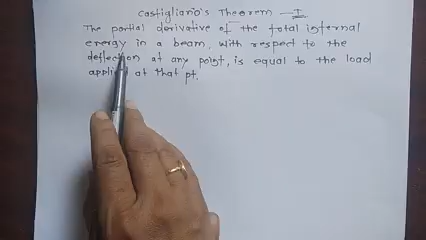 Castigliano's Theorem - I
The partial derivative of the total internal
energy in a beam, with respect to the
deflection at any point, is equal to the load
applied at that pt.